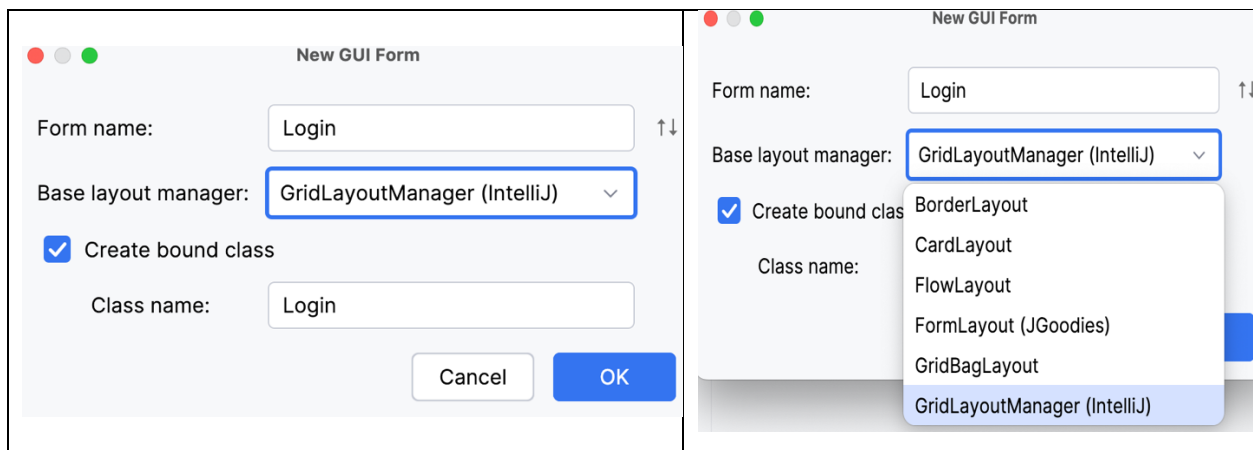 New GUI Form
Form name:
Login
Base layout manager:
GridLayoutManager (IntelliJ)
Create bound class
Class name:
Login
Cancel
OK
New GUI Form
Form name:
Login
Base layout manager:
GridLayoutManager (IntelliJ)
Create bound clas
Class name:
BorderLayout
CardLayout
FlowLayout
FormLayout (JGoodies)
GridBagLayout
GridLayoutManager (IntelliJ)